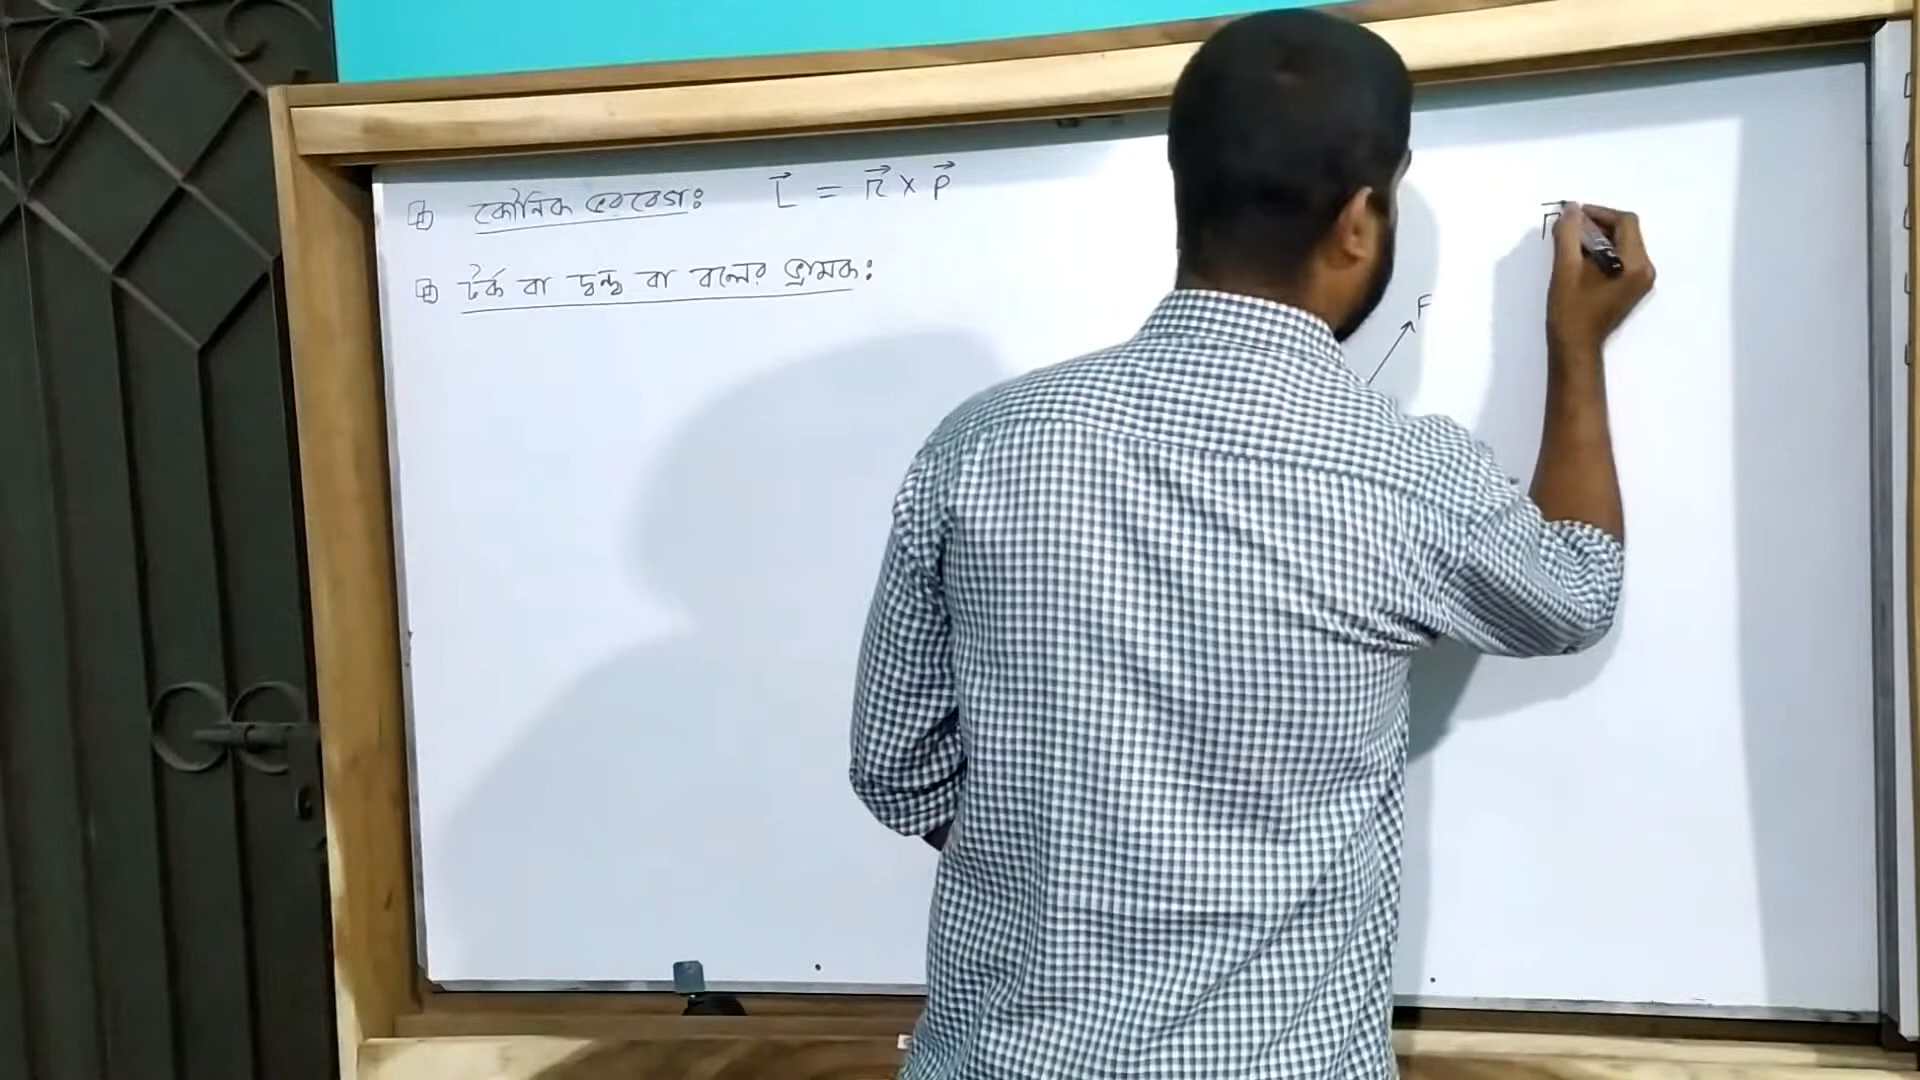 কৌনিক ভরবেগঃ L⃗ = r⃗ × P⃗
টর্ক বা দ্বন্দ্ব বা বলের ভ্রামকঃ
F
r⃗